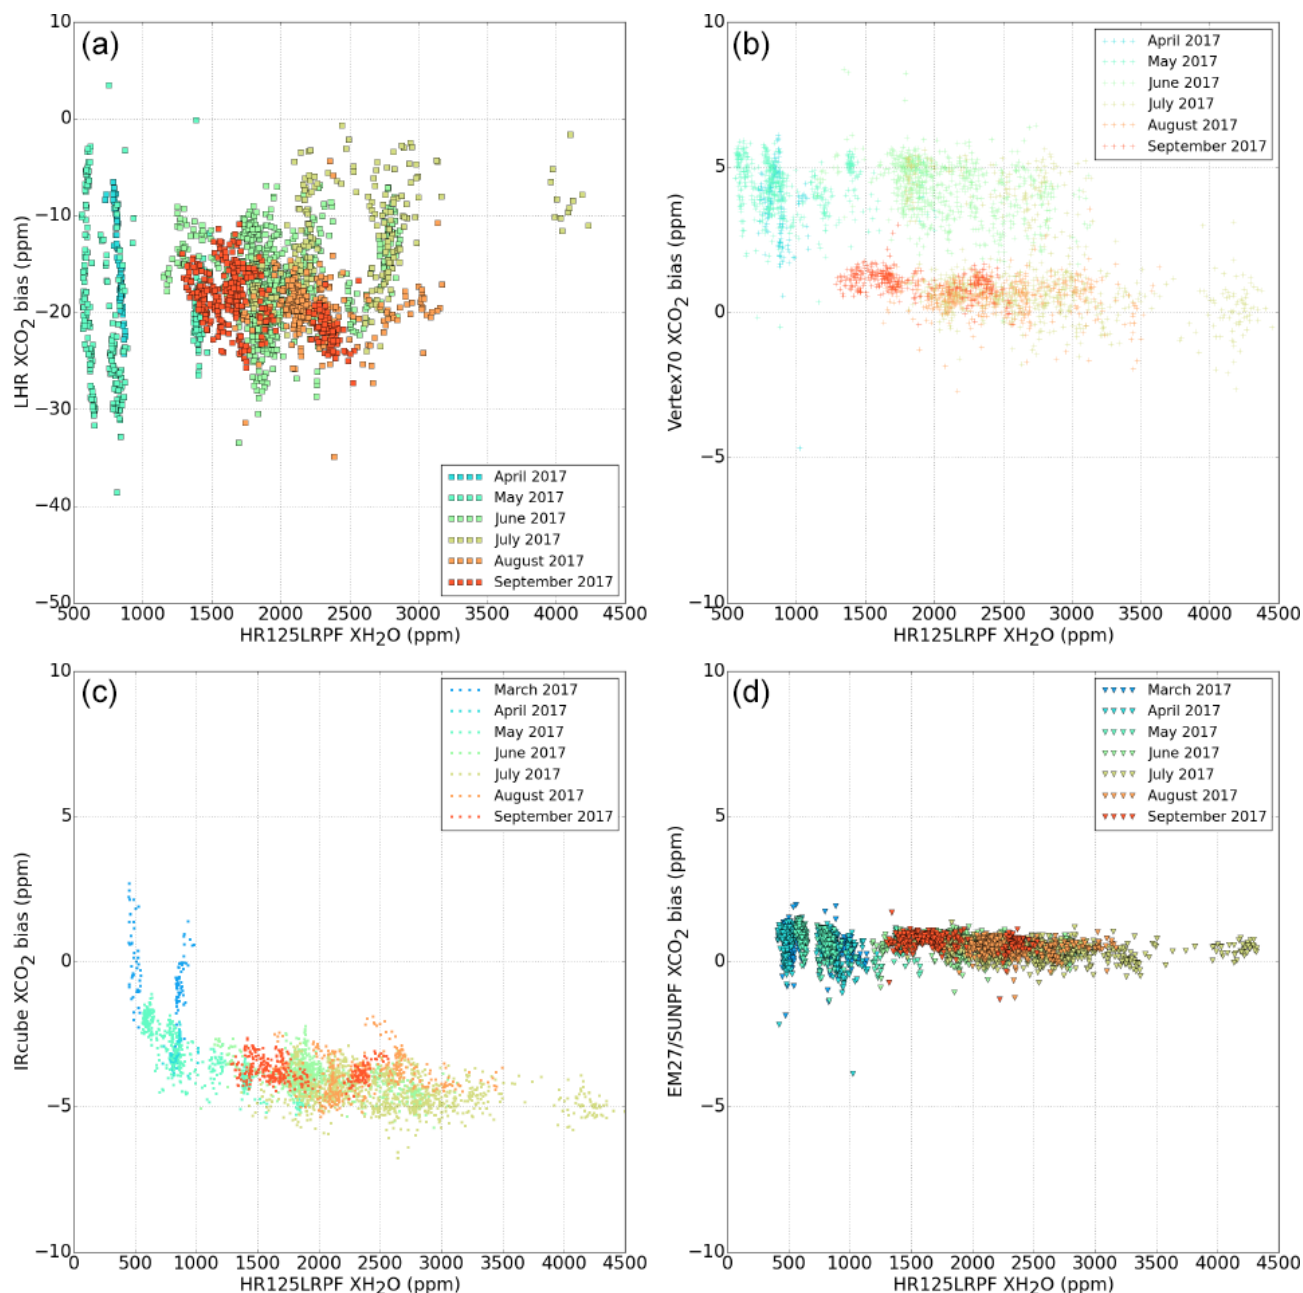 (a)
10
0
−10
−20
−30
−40
−50
LHR XCO2 bias (ppm)
April 2017
May 2017
June 2017
July 2017
August 2017
September 2017
500 1000 1500 2000 2500 3000 3500 4000 4500
HR125LRPF XH2O (ppm)
(b)
10
5
0
−5
−10
Vertex70 XCO2 bias (ppm)
April 2017
May 2017
June 2017
July 2017
August 2017
September 2017
500 1000 1500 2000 2500 3000 3500 4000 4500
HR125LRPF XH2O (ppm)
(c)
10
5
0
−5
−10
IRcube XCO2 bias (ppm)
March 2017
April 2017
May 2017
June 2017
July 2017
August 2017
September 2017
0 500 1000 1500 2000 2500 3000 3500 4000 4500
HR125LRPF XH2O (ppm)
(d)
10
5
0
−5
−10
EM27/SUNPF XCO2 bias (ppm)
March 2017
April 2017
May 2017
June 2017
July 2017
August 2017
September 2017
0 500 1000 1500 2000 2500 3000 3500 4000 4500
HR125LRPF XH2O (ppm)